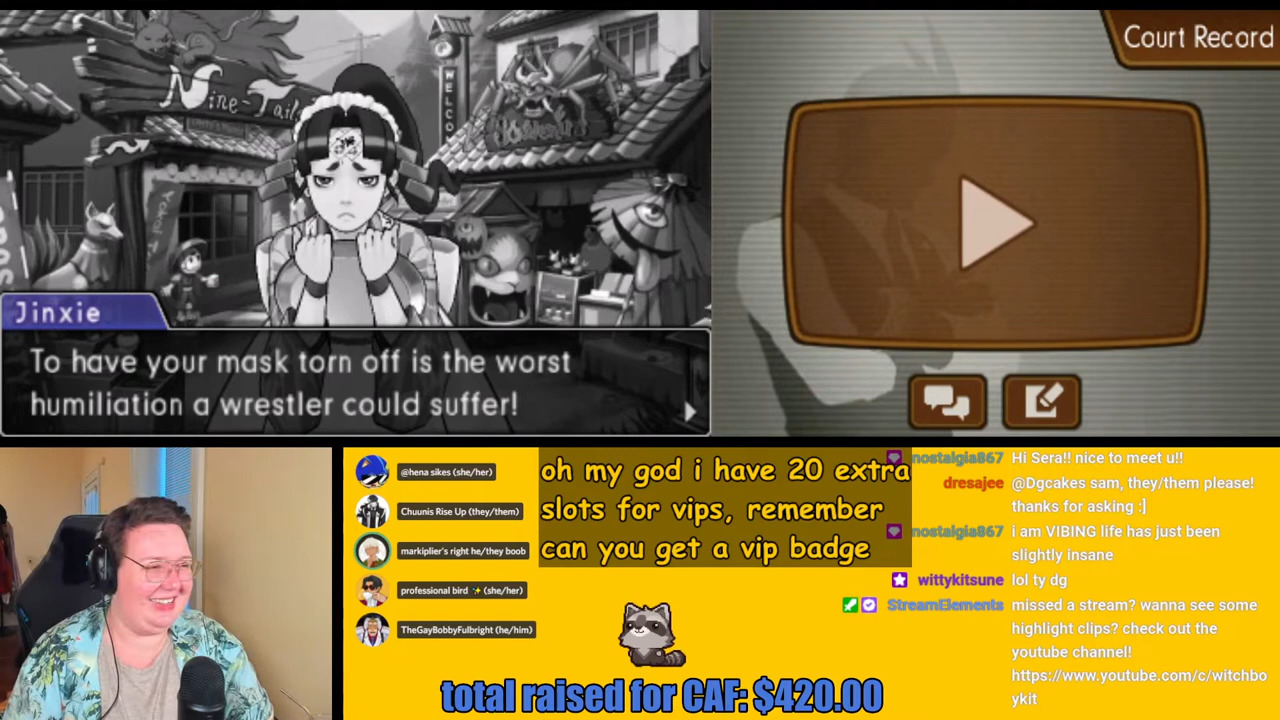 Court Record
Nine-Tails
WELCO
Jinxie
To have your mask torn off is the worst
humiliation a wrestler could suffer!
@hena sikes (she/her)
Chuunis Rise Up (they/them)
markiplier's right he/they boob
professional bird ✨ (she/her)
TheGayBobbyFulbright (he/him)
oh my god i have 20 extra
slots for vips, remember
can you get a vip badge
nostalgia867 Hi Sera!! nice to meet u!!
dresajee @Dgcakes sam, they/them please!
thanks for asking :]
nostalgia867 i am VIBING life has just been
slightly insane
wittykitsune lol ty dg
StreamElements missed a stream? wanna see some
highlight clips? check out the
youtube channel!
https://www.youtube.com/c/witchbo
ykit
total raised for CAF: $420.00